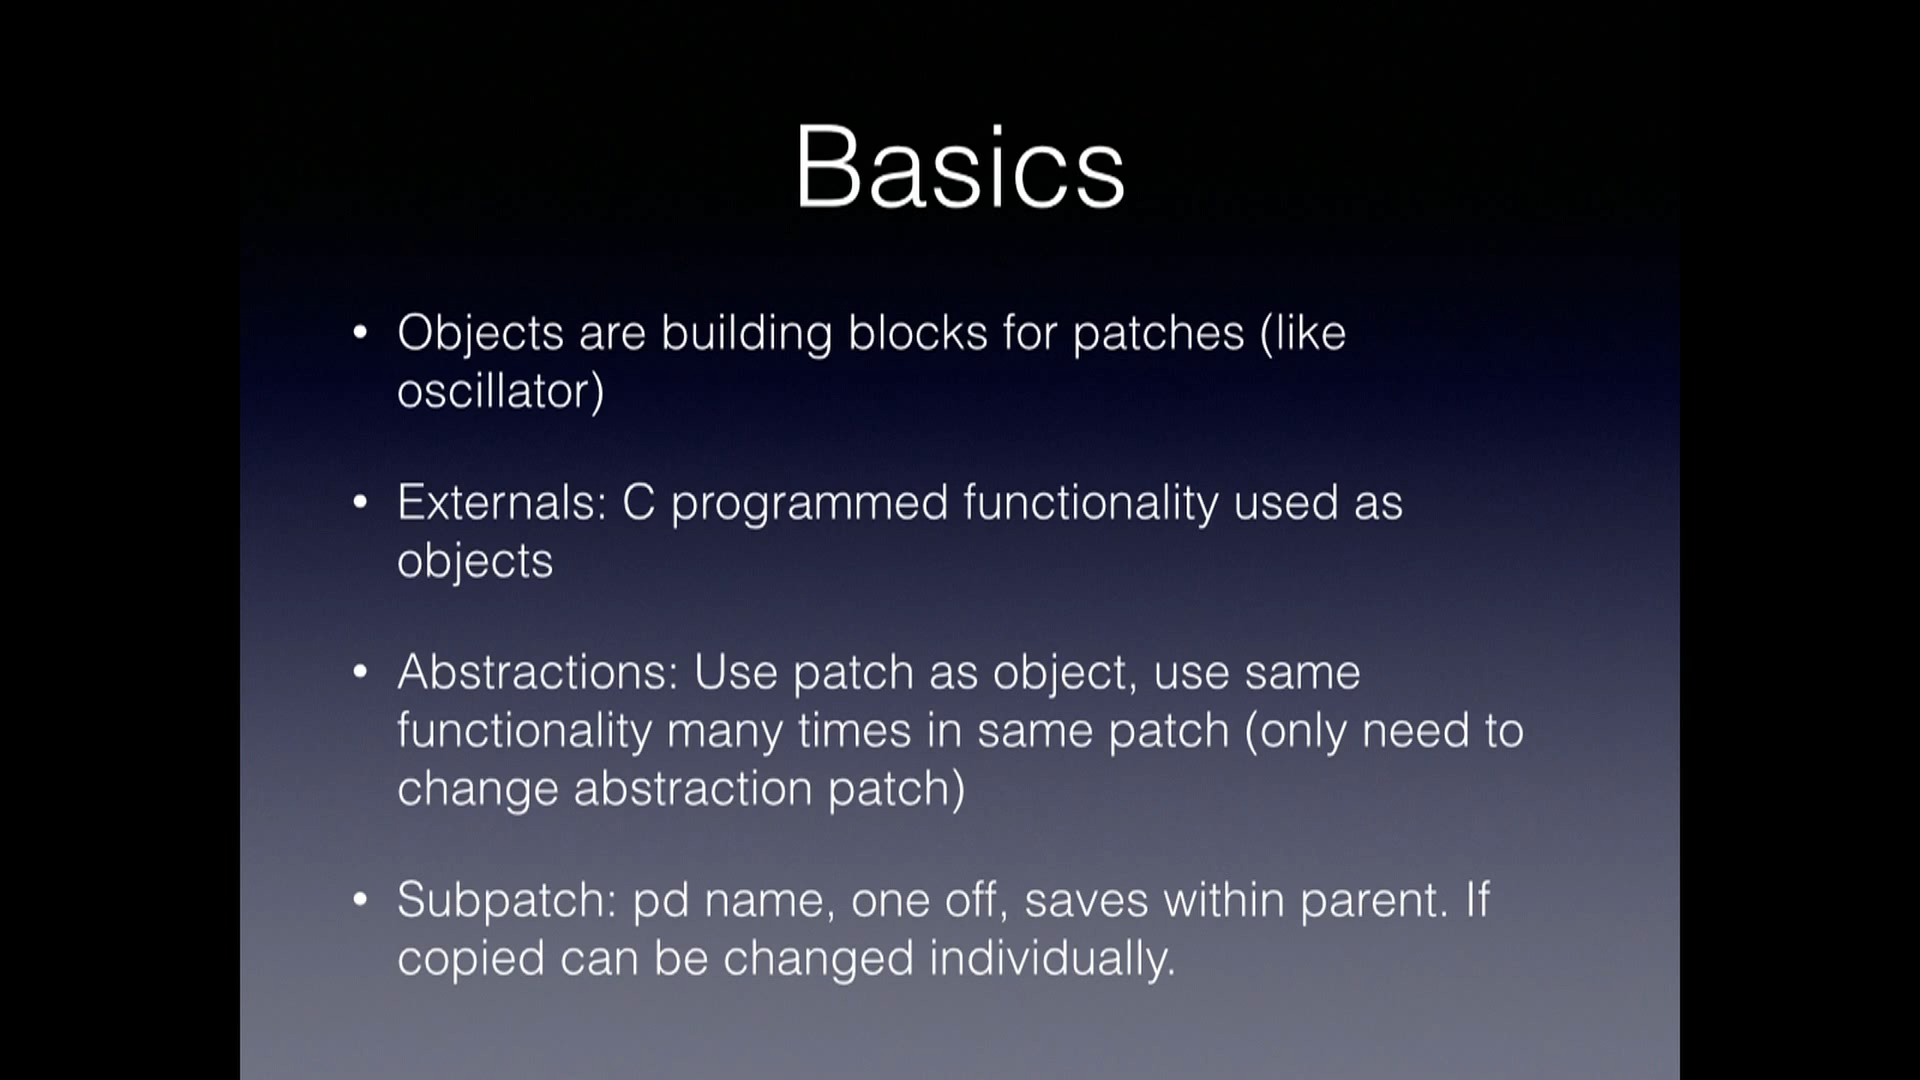 Basics
• Objects are building blocks for patches (like
oscillator)
• Externals: C programmed functionality used as
objects
• Abstractions: Use patch as object, use same
functionality many times in same patch (only need to
change abstraction patch)
• Subpatch: pd name, one off, saves within parent. If
copied can be changed individually.